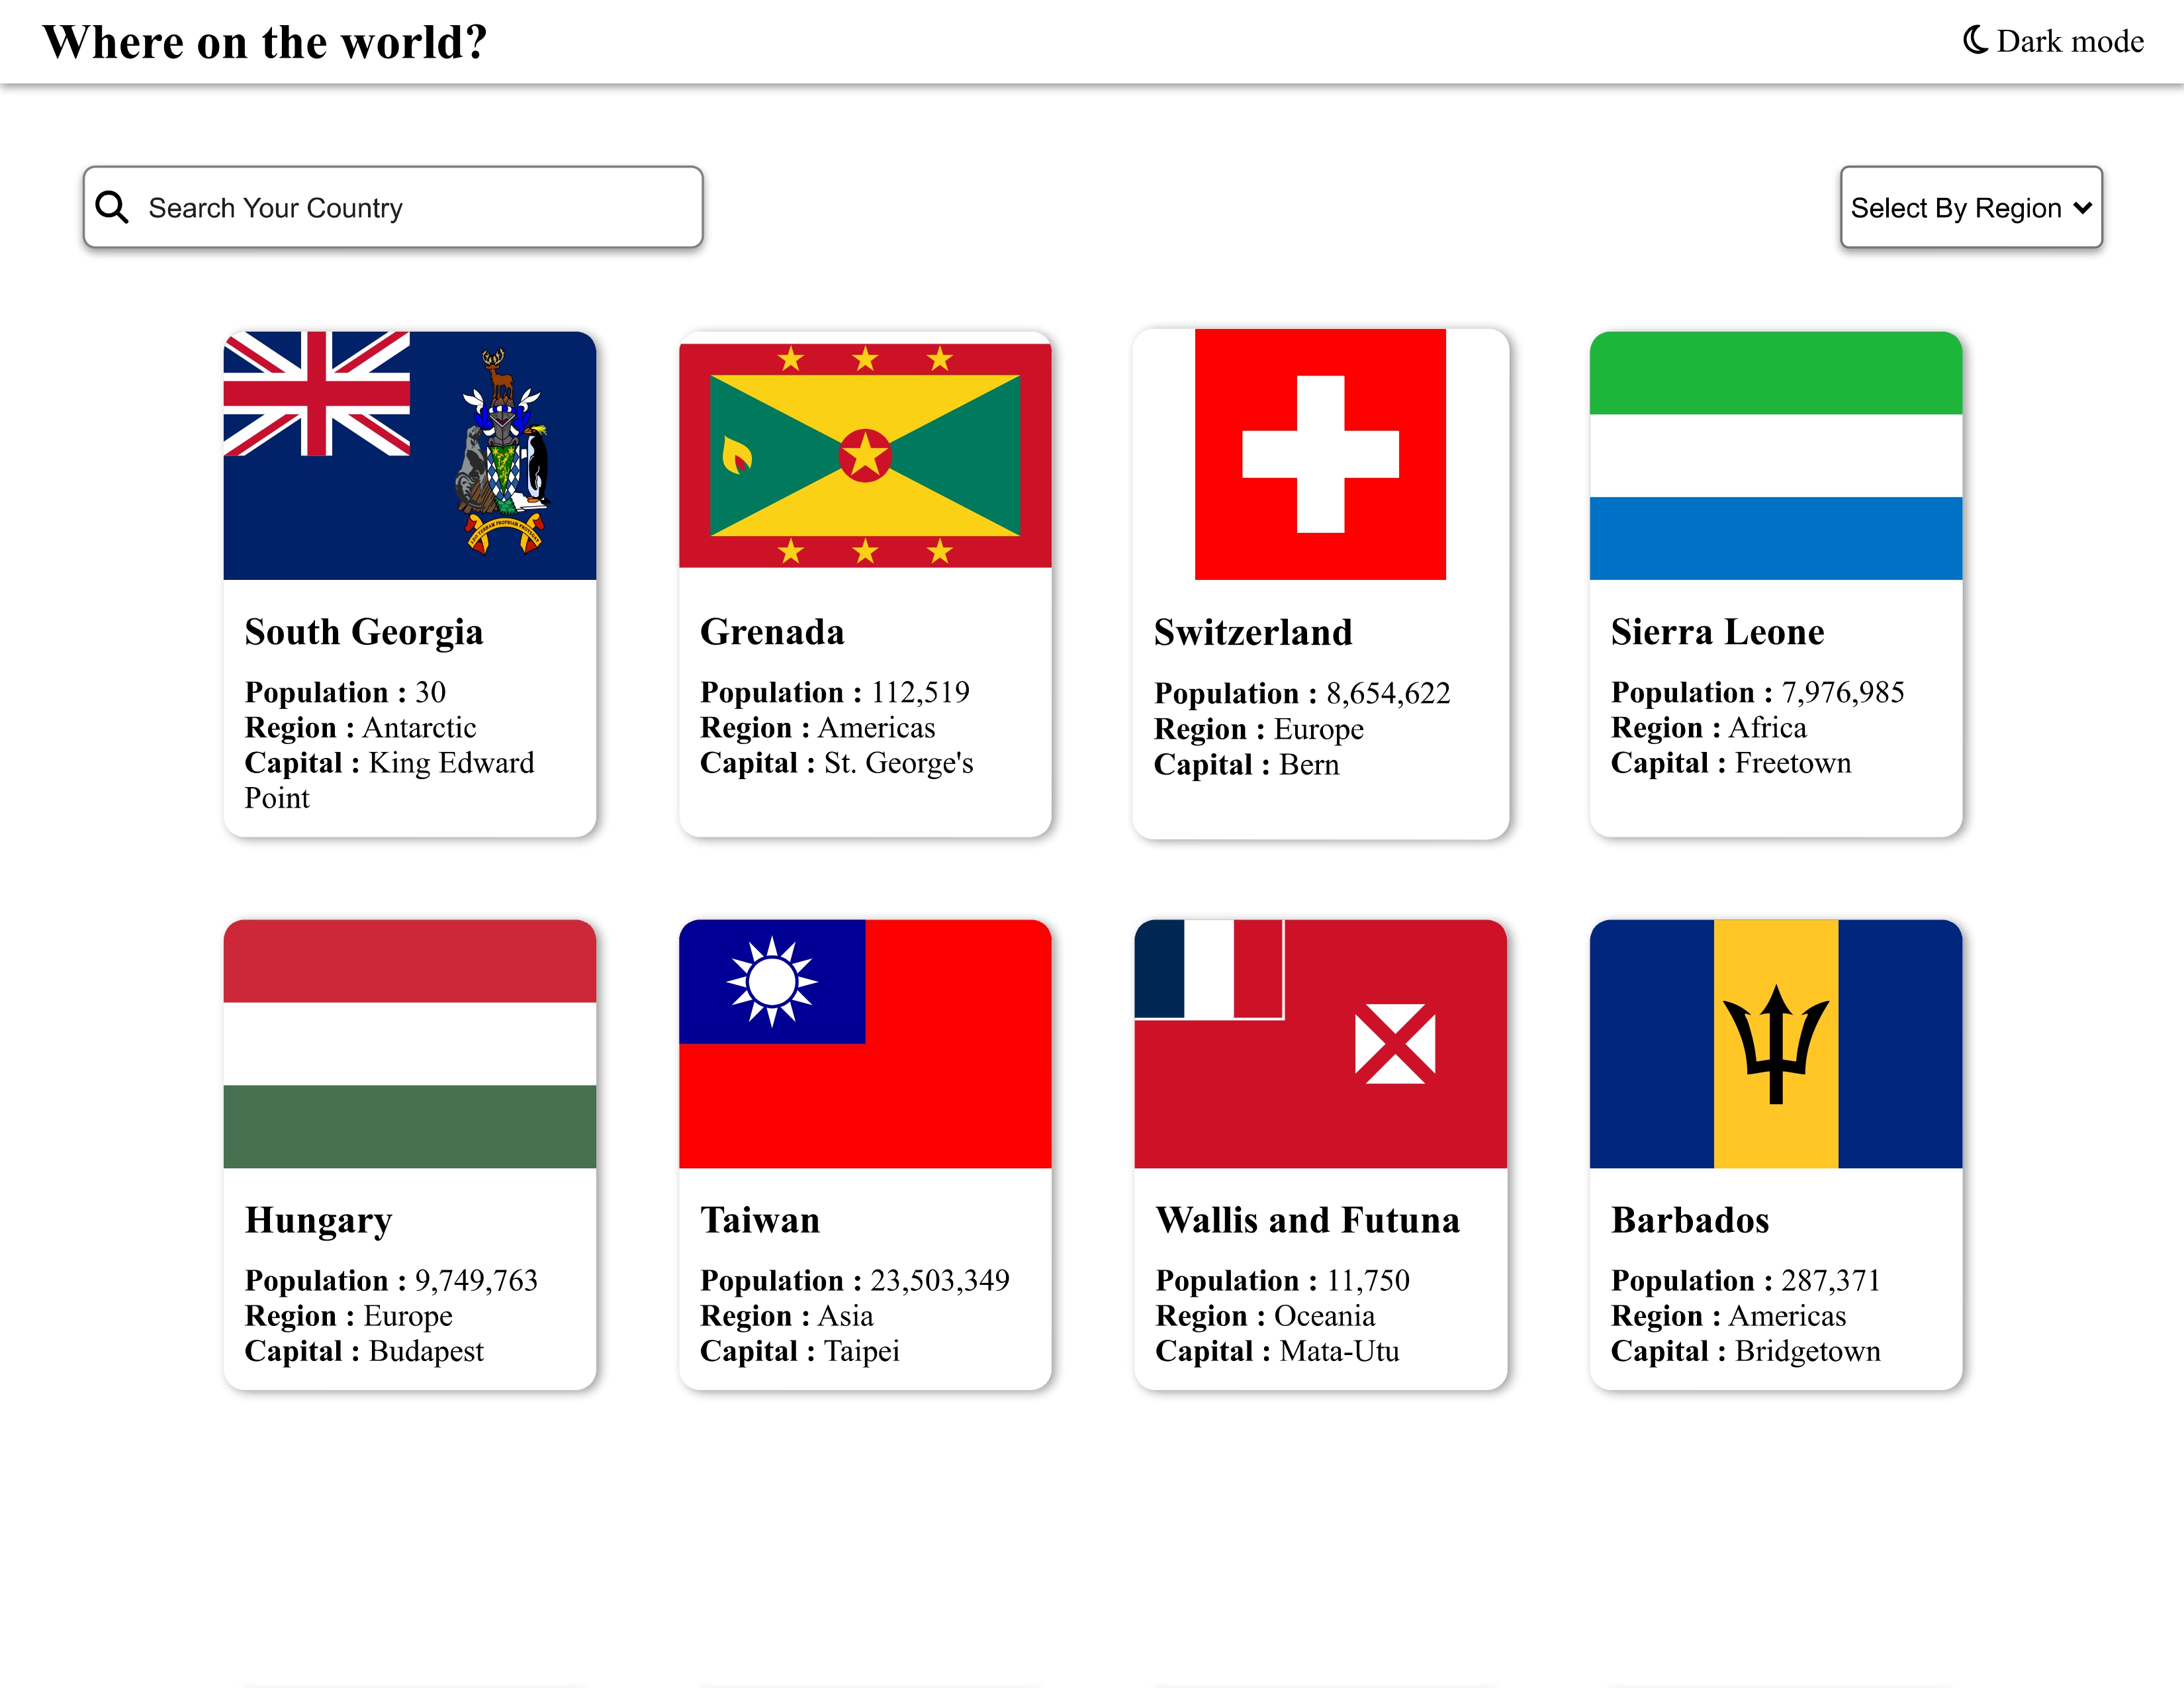 Where on the world?
Dark mode
Search Your Country
Select By Region
South Georgia
Population : 30
Region : Antarctic
Capital : King Edward
Point
Grenada
Population : 112,519
Region : Americas
Capital : St. George's
Switzerland
Population : 8,654,622
Region : Europe
Capital : Bern
Sierra Leone
Population : 7,976,985
Region : Africa
Capital : Freetown
Hungary
Population : 9,749,763
Region : Europe
Capital : Budapest
Taiwan
Population : 23,503,349
Region : Asia
Capital : Taipei
Wallis and Futuna
Population : 11,750
Region : Oceania
Capital : Mata-Utu
Barbados
Population : 287,371
Region : Americas
Capital : Bridgetown